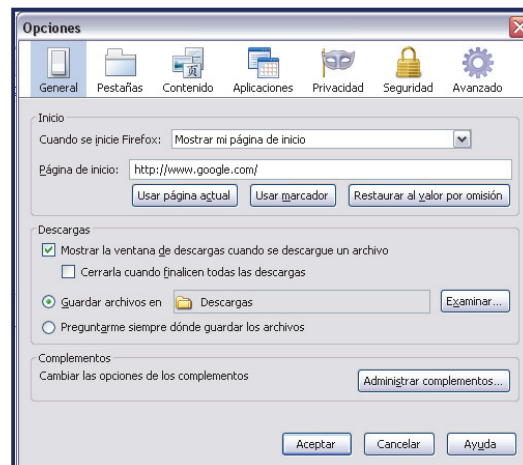 Opciones
General Pestañas Contenido Aplicaciones Privacidad Seguridad Avanzado
Inicio
Cuando se inicie Firefox: Mostrar mi página de inicio
Página de inicio: http://www.google.com/
Usar página actual Usar marcador Restaurar al valor por omisión
Descargas
Mostrar la ventana de descargas cuando se descargue un archivo
Cerrarla cuando finalicen todas las descargas
Guardar archivos en Descargas Examinar...
Preguntarme siempre dónde guardar los archivos
Complementos
Cambiar las opciones de los complementos Administrar complementos...
Aceptar Cancelar Ayuda